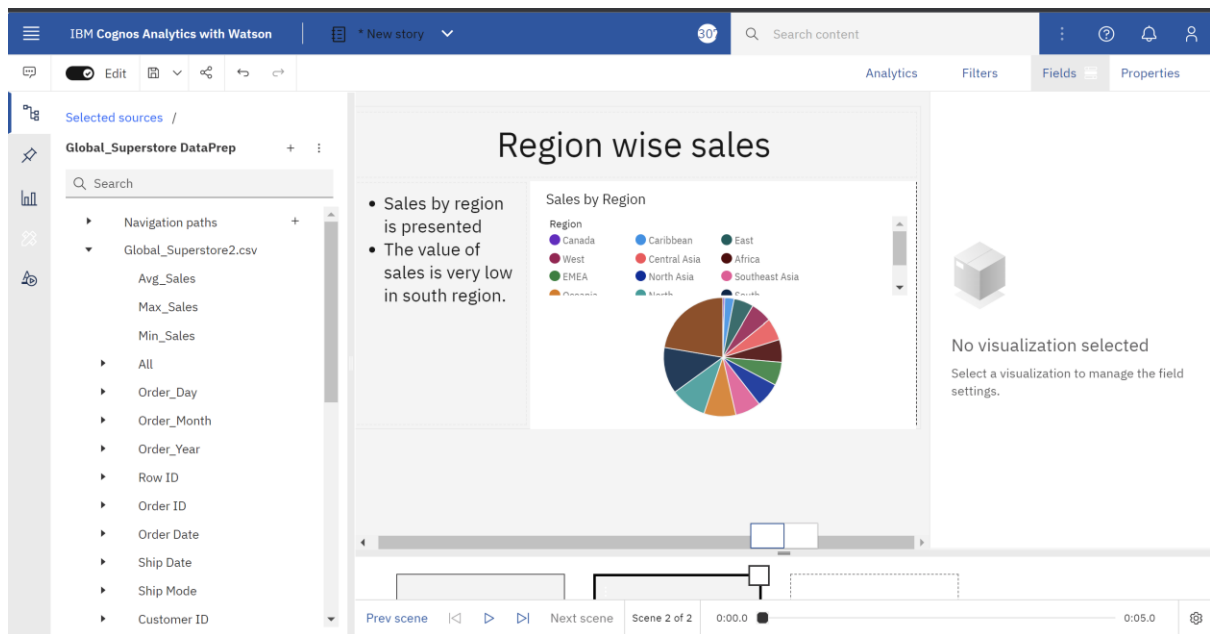 IBM Cognos Analytics with Watson
* New story
30
Search content
Edit
Analytics
Filters
Fields
Properties
Selected sources /
Global_Superstore DataPrep
Search
Navigation paths
Global_Superstore2.csv
Avg_Sales
Max_Sales
Min_Sales
All
Order_Day
Order_Month
Order_Year
Row ID
Order ID
Order Date
Ship Date
Ship Mode
Customer ID
Region wise sales
• Sales by region
is presented
• The value of
sales is very low
in south region.
Sales by Region
Region
Canada
Caribbean
East
West
Central Asia
Africa
EMEA
North Asia
Southeast Asia
Oceania
North
South
No visualization selected
Select a visualization to manage the field
settings.
Prev scene
Next scene
Scene 2 of 2
0:00.0
0:05.0